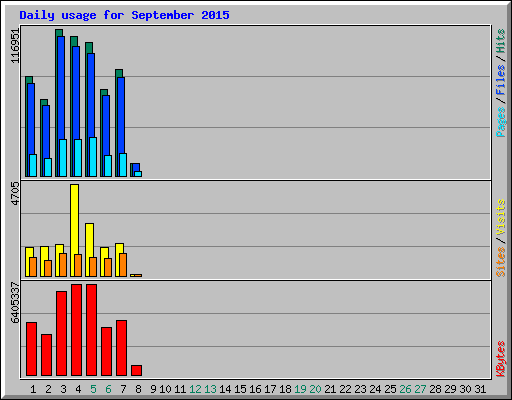 Daily usage for September 2015
116951
Pages / Files / Hits
4705
Sites / Visits
6405337
KBytes
1 2 3 4 5 6 7 8 9 10 11 12 13 14 15 16 17 18 19 20 21 22 23 24 25 26 27 28 29 30 31